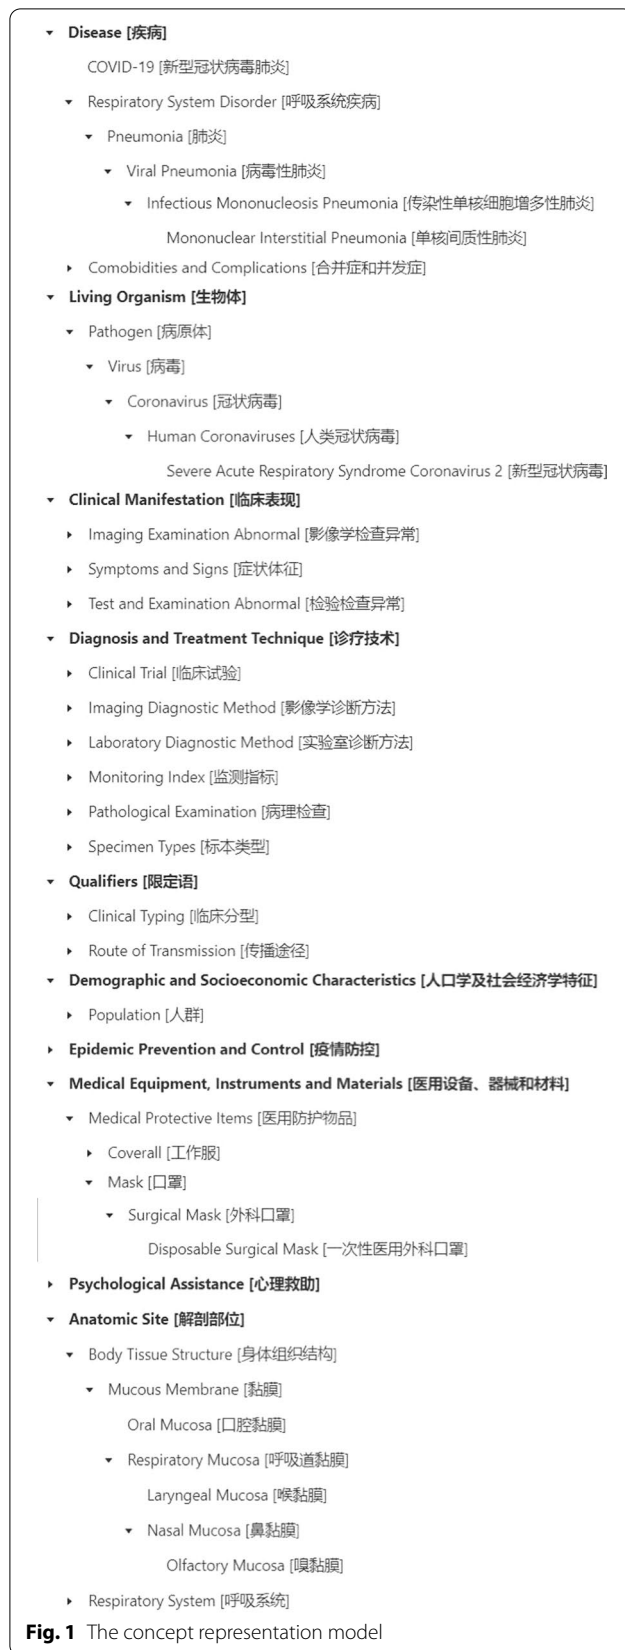 Disease [疾病]
COVID-19 [新型冠状病毒肺炎]
Respiratory System Disorder [呼吸系统疾病]
Pneumonia [肺炎]
Viral Pneumonia [病毒性肺炎]
Infectious Mononucleosis Pneumonia [传染性单核细胞增多性肺炎]
Mononuclear Interstitial Pneumonia [单核间质性肺炎]
Comobidities and Complications [合并症和并发症]
Living Organism [生物体]
Pathogen [病原体]
Virus [病毒]
Coronavirus [冠状病毒]
Human Coronaviruses [人类冠状病毒]
Severe Acute Respiratory Syndrome Coronavirus 2 [新型冠状病毒]
Clinical Manifestation [临床表现]
Imaging Examination Abnormal [影像学检查异常]
Symptoms and Signs [症状体征]
Test and Examination Abnormal [检验检查异常]
Diagnosis and Treatment Technique [诊疗技术]
Clinical Trial [临床试验]
Imaging Diagnostic Method [影像学诊断方法]
Laboratory Diagnostic Method [实验室诊断方法]
Monitoring Index [监测指标]
Pathological Examination [病理检查]
Specimen Types [标本类型]
Qualifiers [限定语]
Clinical Typing [临床分型]
Route of Transmission [传播途径]
Demographic and Socioeconomic Characteristics [人口学及社会经济学特征]
Population [人群]
Epidemic Prevention and Control [疫情防控]
Medical Equipment, Instruments and Materials [医用设备、器械和材料]
Medical Protective Items [医用防护物品]
Coverall [工作服]
Mask [口罩]
Surgical Mask [外科口罩]
Disposable Surgical Mask [一次性医用外科口罩]
Psychological Assistance [心理救助]
Anatomic Site [解剖部位]
Body Tissue Structure [身体组织结构]
Mucous Membrane [黏膜]
Oral Mucosa [口腔黏膜]
Respiratory Mucosa [呼吸道黏膜]
Laryngeal Mucosa [喉黏膜]
Nasal Mucosa [鼻黏膜]
Olfactory Mucosa [嗅黏膜]
Respiratory System [呼吸系统]
Fig. 1 The concept representation model